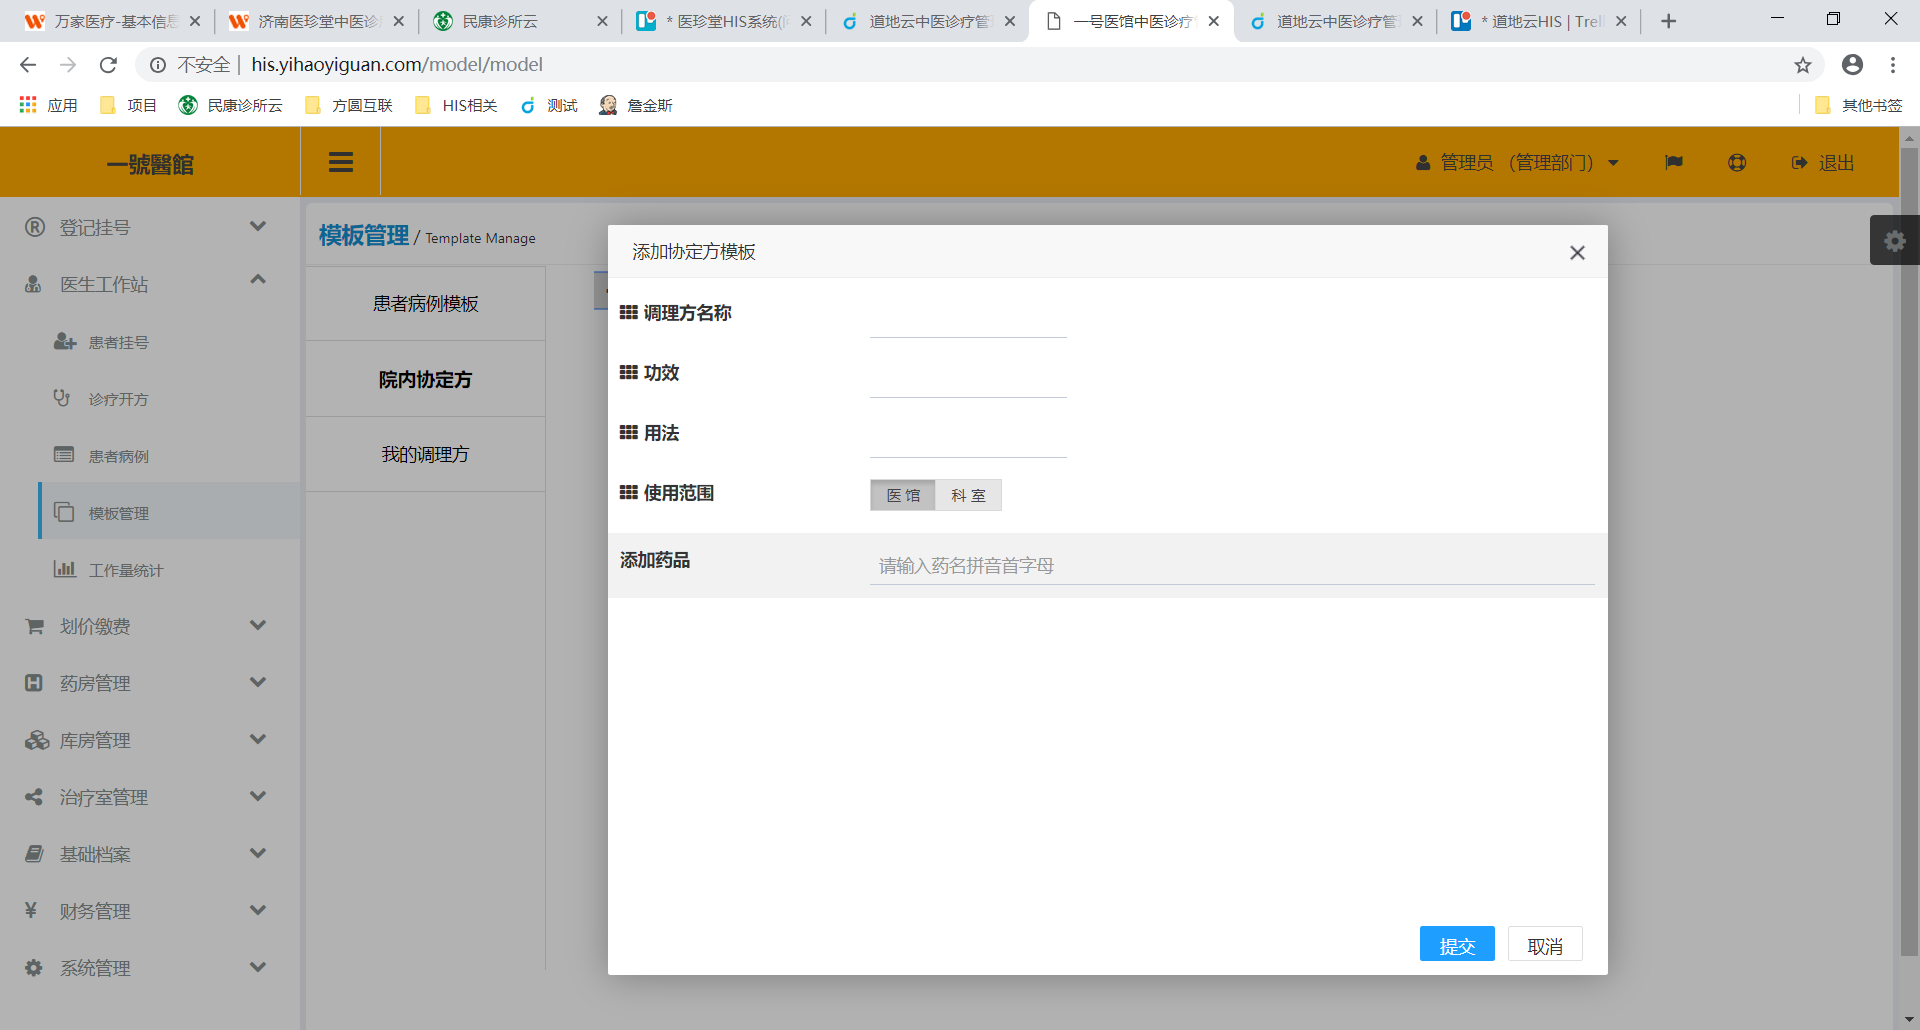 万家医疗-基本信息
济南医珍堂中医诊
民康诊所云
* 医珍堂HIS系统(
道地云中医诊疗管
一号医馆中医诊疗
道地云中医诊疗管
* 道地云HIS | Trel
不安全 his.yihaoyiguan.com/model/model
应用
项目
民康诊所云
方圆互联
HIS相关
测试
詹金斯
其他书签
一號醫館
管理员 （管理部门）
退出
登记挂号
医生工作站
患者挂号
诊疗开方
患者病例
模板管理
工作量统计
划价缴费
药房管理
库房管理
治疗室管理
基础档案
财务管理
系统管理
模板管理 / Template Manage
患者病例模板
院内协定方
我的调理方
添加协定方模板
调理方名称
功效
用法
使用范围
医馆 科室
添加药品
请输入药名拼音首字母
提交 取消